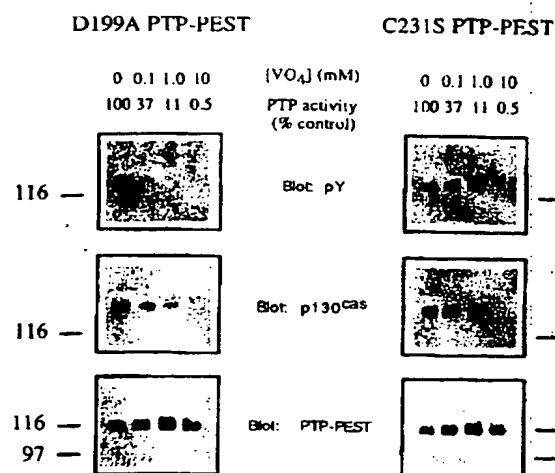 D199A PTP-PEST C231S PTP-PEST
0 0.1 1.0 10 [VO4] (mM) 0 0.1 1.0 10
100 37 11 0.5 PTP activity 100 37 11 0.5
(% control)
116 Blot: pY
Blot: p130cas
116
116 Blot: PTP-PEST
97